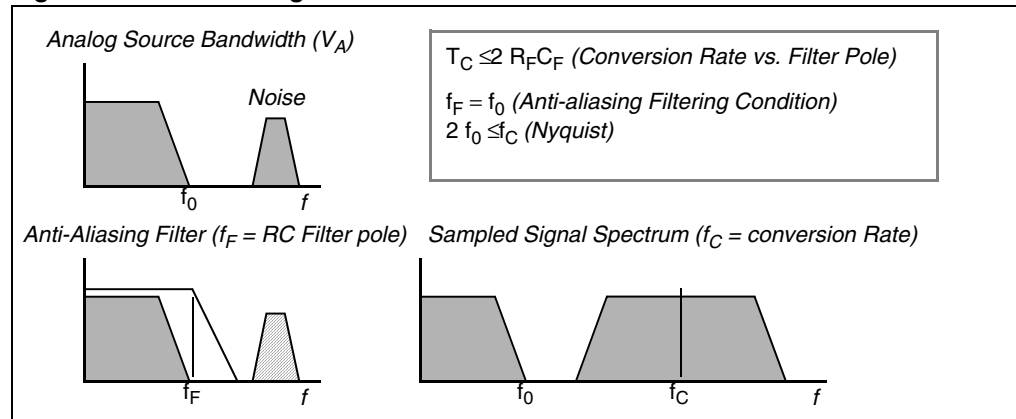 Analog Source Bandwidth (VA)
Noise
f0
f
TC ≤2 RFCF (Conversion Rate vs. Filter Pole)
fF = f0 (Anti-aliasing Filtering Condition)
2 f0 ≤fC (Nyquist)
Anti-Aliasing Filter (fF = RC Filter pole)
fF
f
Sampled Signal Spectrum (fC = conversion Rate)
f0
fC
f